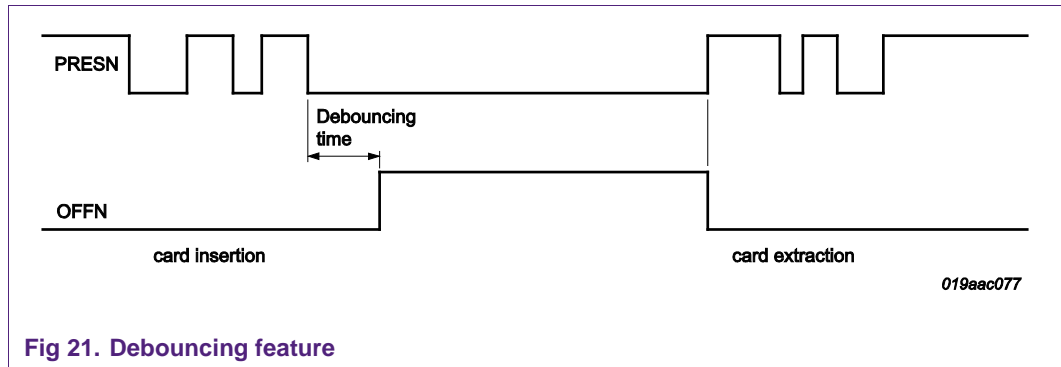 PRESN
Debouncing
time
OFFN
card insertion
card extraction
019aac077
Fig 21. Debouncing feature